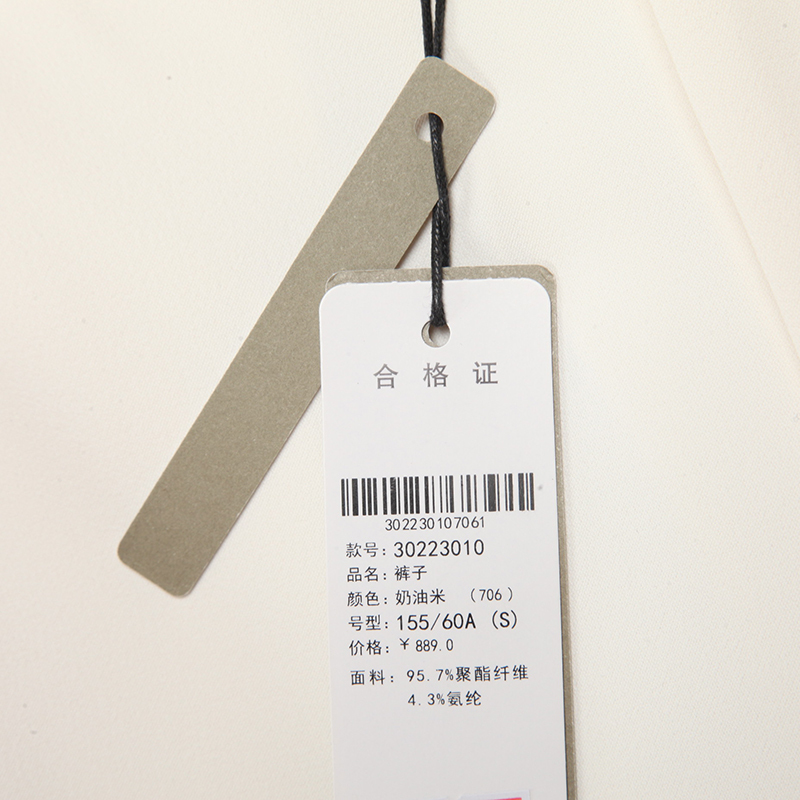 合格证
302230107061
款号：30223010
品名：裤子
颜色：奶油米 （706）
号型：155/60A (S)
价格：￥889.0
面料：95.7%聚酯纤维
4.3%氨纶